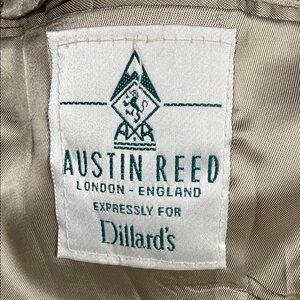 AUSTIN REED
LONDON - ENGLAND
EXPRESSLY FOR
Dillard's